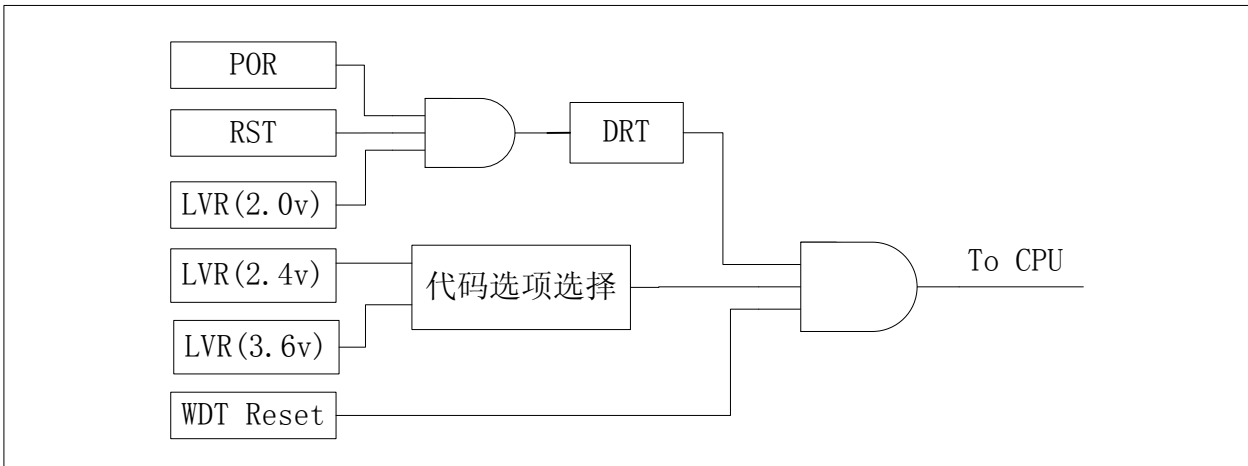 POR
RST
DRT
LVR(2.0v)
LVR(2.4v)
代码选项选择
To CPU
LVR(3.6v)
WDT Reset